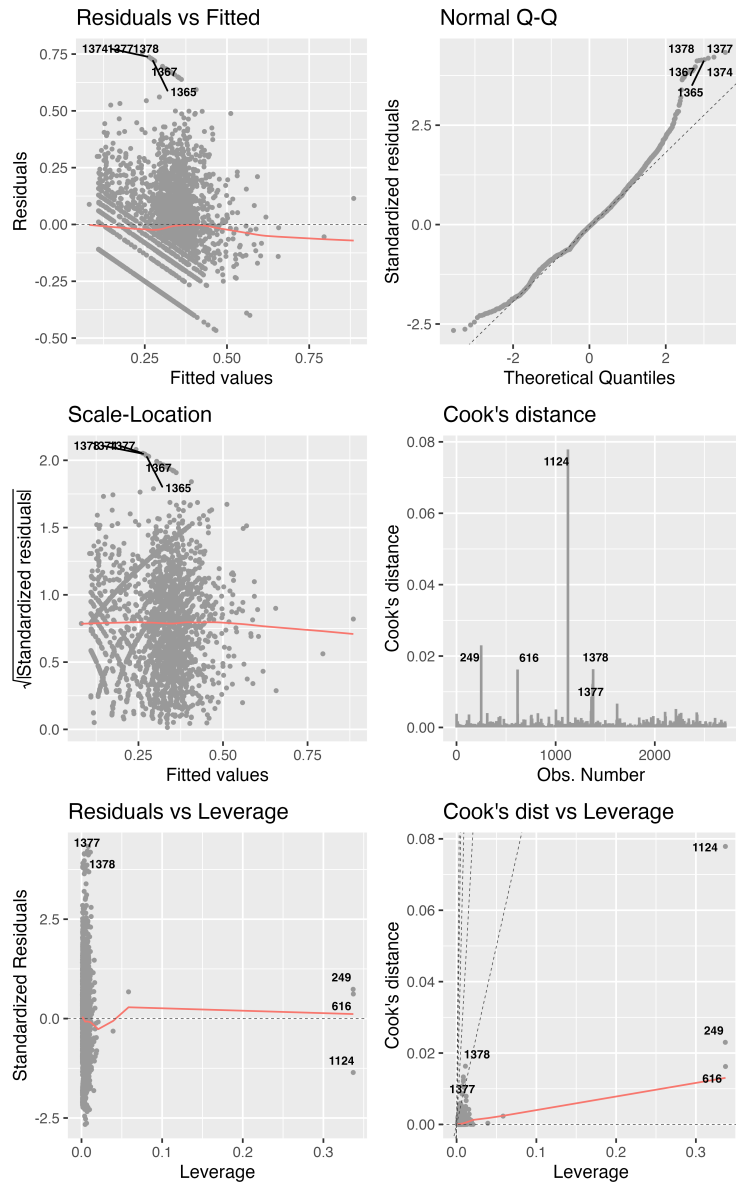 Residuals vs Fitted
137413771378
1367
1365
0.75
0.50
0.25
0.00
-0.25
-0.50
Residuals
0.25 0.50 0.75
Fitted values
Normal Q-Q
1378 1377
1367 1374
1365
2.5
0.0
-2.5
Standardized residuals
-2 0 2
Theoretical Quantiles
Scale-Location
1367
1365
2.0
1.5
1.0
0.5
0.0
√|Standardized residuals|
0.25 0.50 0.75
Fitted values
Cook's distance
1124
249 616 1378
1377
0.08
0.06
0.04
0.02
0.00
Cook's distance
0 1000 2000
Obs. Number
Residuals vs Leverage
1377
1378
249
616
1124
2.5
0.0
-2.5
Standardized Residuals
0.0 0.1 0.2 0.3
Leverage
Cook's dist vs Leverage
1124
249
1378
616
1377
0.08
0.06
0.04
0.02
0.00
Cook's distance
0.0 0.1 0.2 0.3
Leverage